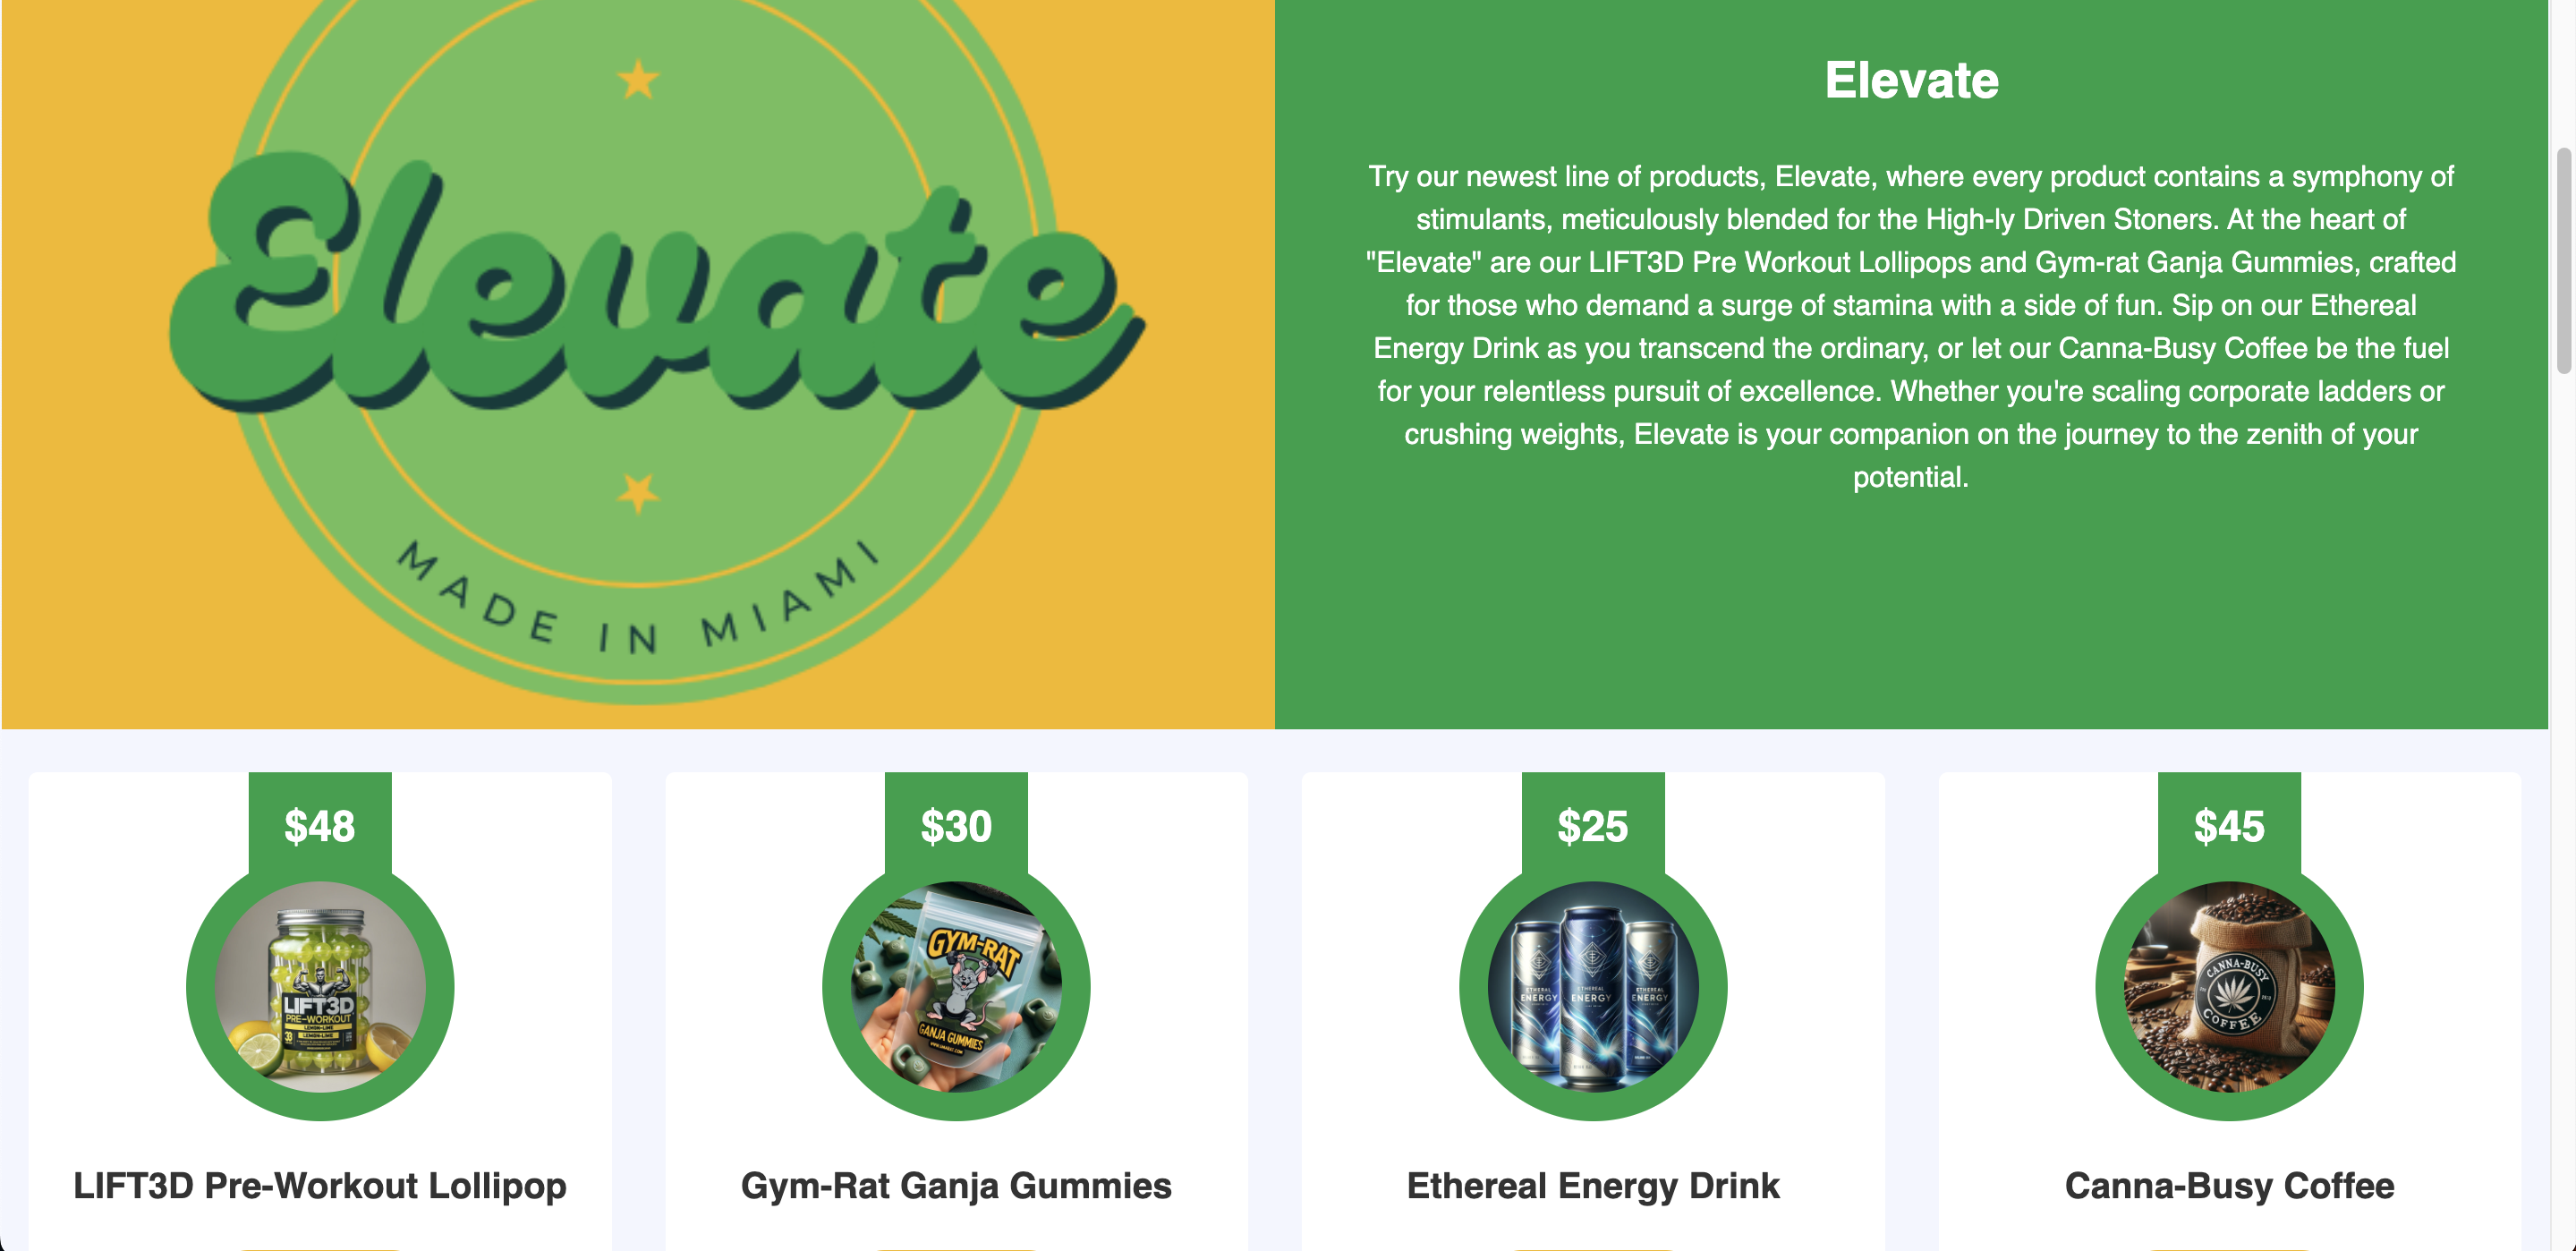 Elevate
MADE IN MIAMI
Elevate
Try our newest line of products, Elevate, where every product contains a symphony of
stimulants, meticulously blended for the High-ly Driven Stoners. At the heart of
"Elevate" are our LIFT3D Pre Workout Lollipops and Gym-rat Ganja Gummies, crafted
for those who demand a surge of stamina with a side of fun. Sip on our Ethereal
Energy Drink as you transcend the ordinary, or let our Canna-Busy Coffee be the fuel
for your relentless pursuit of excellence. Whether you're scaling corporate ladders or
crushing weights, Elevate is your companion on the journey to the zenith of your
potential.
$48
LIFT3D
PRE-WORKOUT
LEMON-LIME
LEMON-LIME
LIFT3D Pre-Workout Lollipop
$30
GYM-RAT
GANJA GUMMIES
Gym-Rat Ganja Gummies
$25
ETHEREAL
ENERGY
ETHEREAL
ENERGY
ETHEREAL
ENERGY
Ethereal Energy Drink
$45
CANNA-BUSY
COFFEE
Canna-Busy Coffee